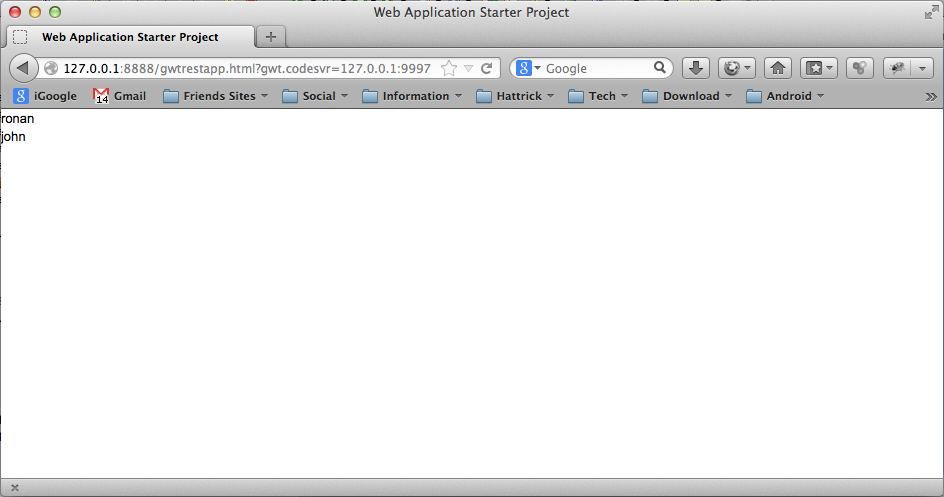 Web Application Starter Project
Web Application Starter Project
127.0.0.1:8888/gwtrestapp.html?gwt.codesvr=127.0.0.1:9997 g Google
g iGoogle 14 Gmail Friends Sites Social Information Hattrick Tech Download Android
ronan
john